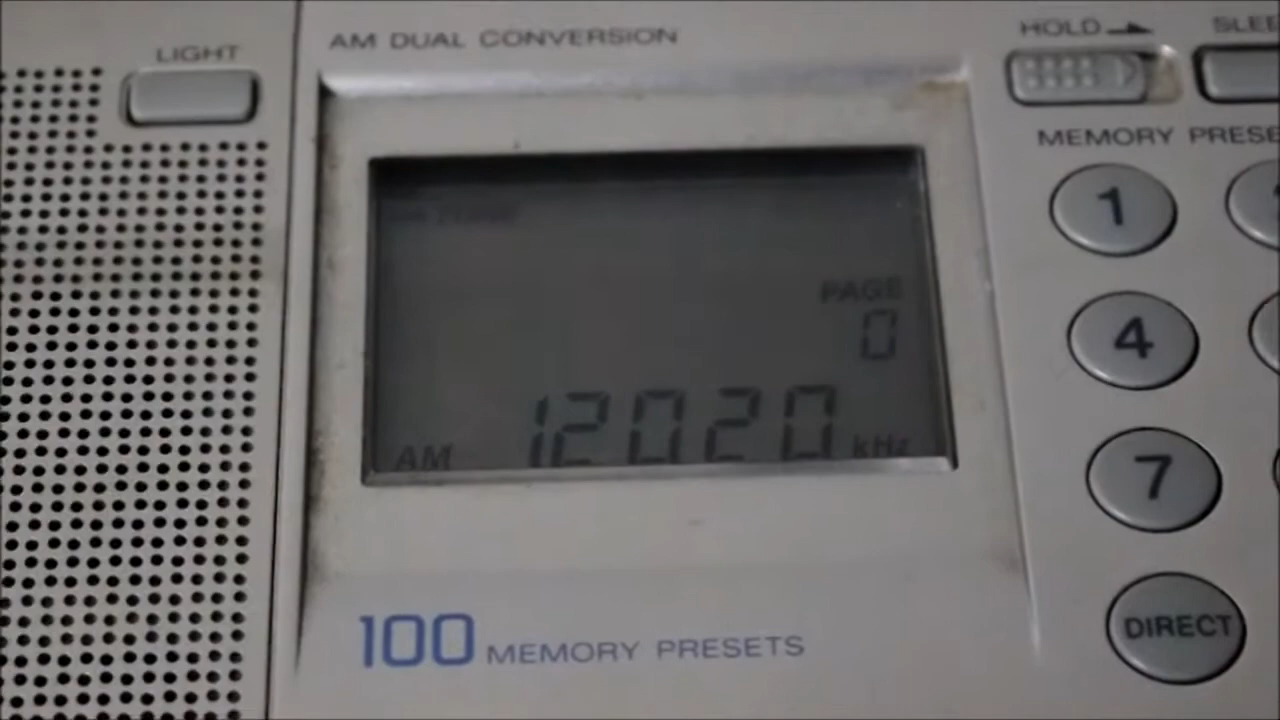 LIGHT
AM DUAL CONVERSION
HOLD
MEMORY
1
PAGE
0
4
AM 12020 kHz
7
DIRECT
100 MEMORY PRESETS